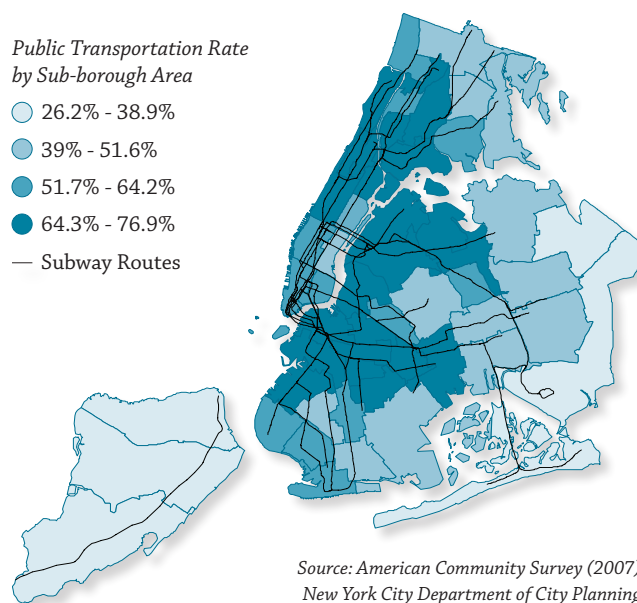 Public Transportation Rate
by Sub-borough Area
26.2% - 38.9%
39% - 51.6%
51.7% - 64.2%
64.3% - 76.9%
Subway Routes
Source: American Community Survey (2007)
New York City Department of City Planning